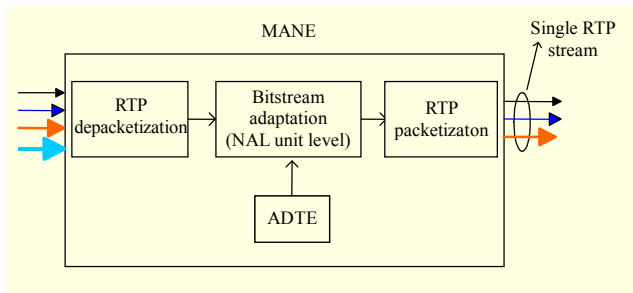 MANE
Single RTP
stream
RTP
depacketization
Bitstream
adaptation
(NAL unit level)
RTP
packetizaton
ADTE